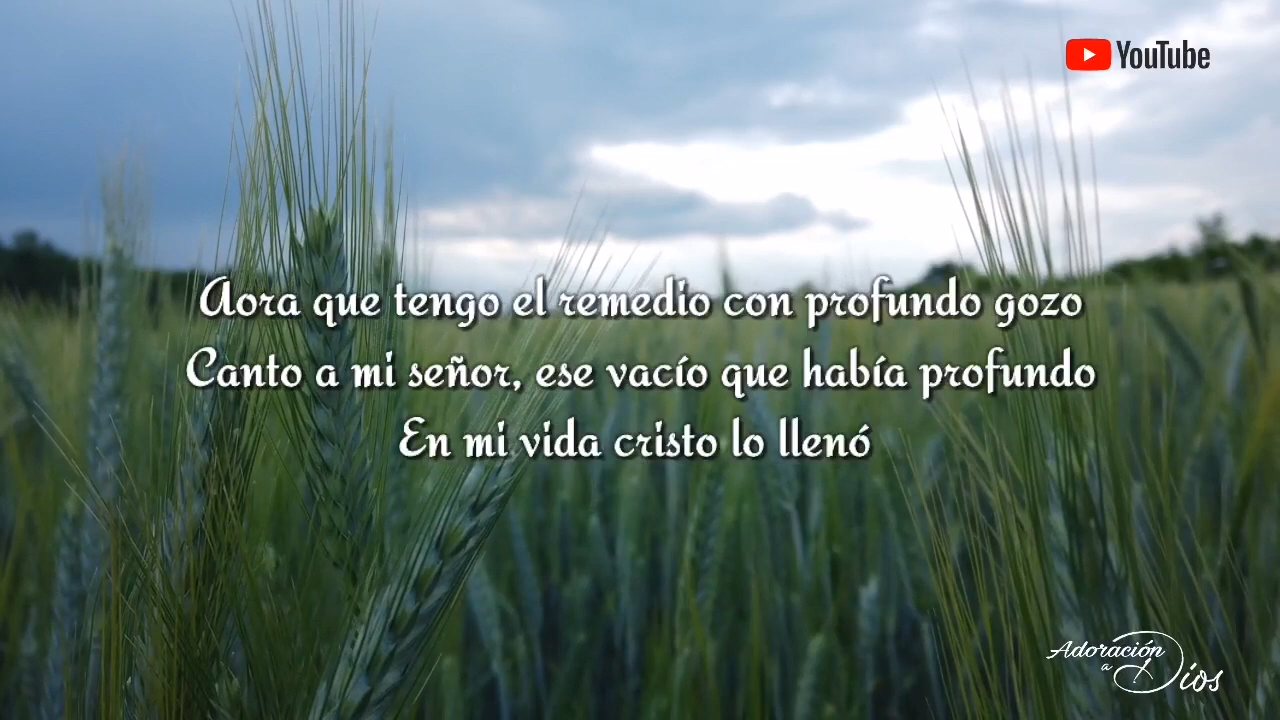 YouTube
Aora que tengo el remedio con profundo gozo
Canto a mi señor, ese vacío que había profundo
En mi vida cristo lo llenó
Adoración
a Dios